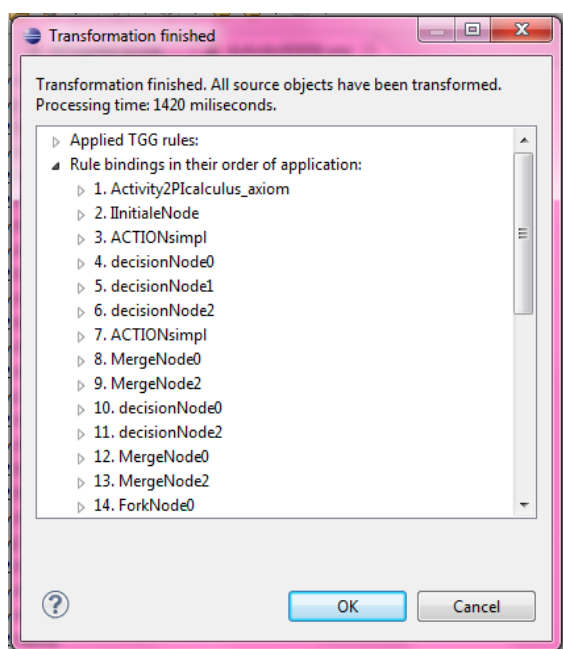 Transformation finished
Transformation finished. All source objects have been transformed.
Processing time: 1420 miliseconds.
Applied TGG rules:
Rule bindings in their order of application:
1. Activity2PIcalculus_axiom
2. IInitialeNode
3. ACTIONsimpl
4. decisionNode0
5. decisionNode1
6. decisionNode2
7. ACTIONsimpl
8. MergeNode0
9. MergeNode2
10. decisionNode0
11. decisionNode2
12. MergeNode0
13. MergeNode2
14. ForkNode0
OK
Cancel